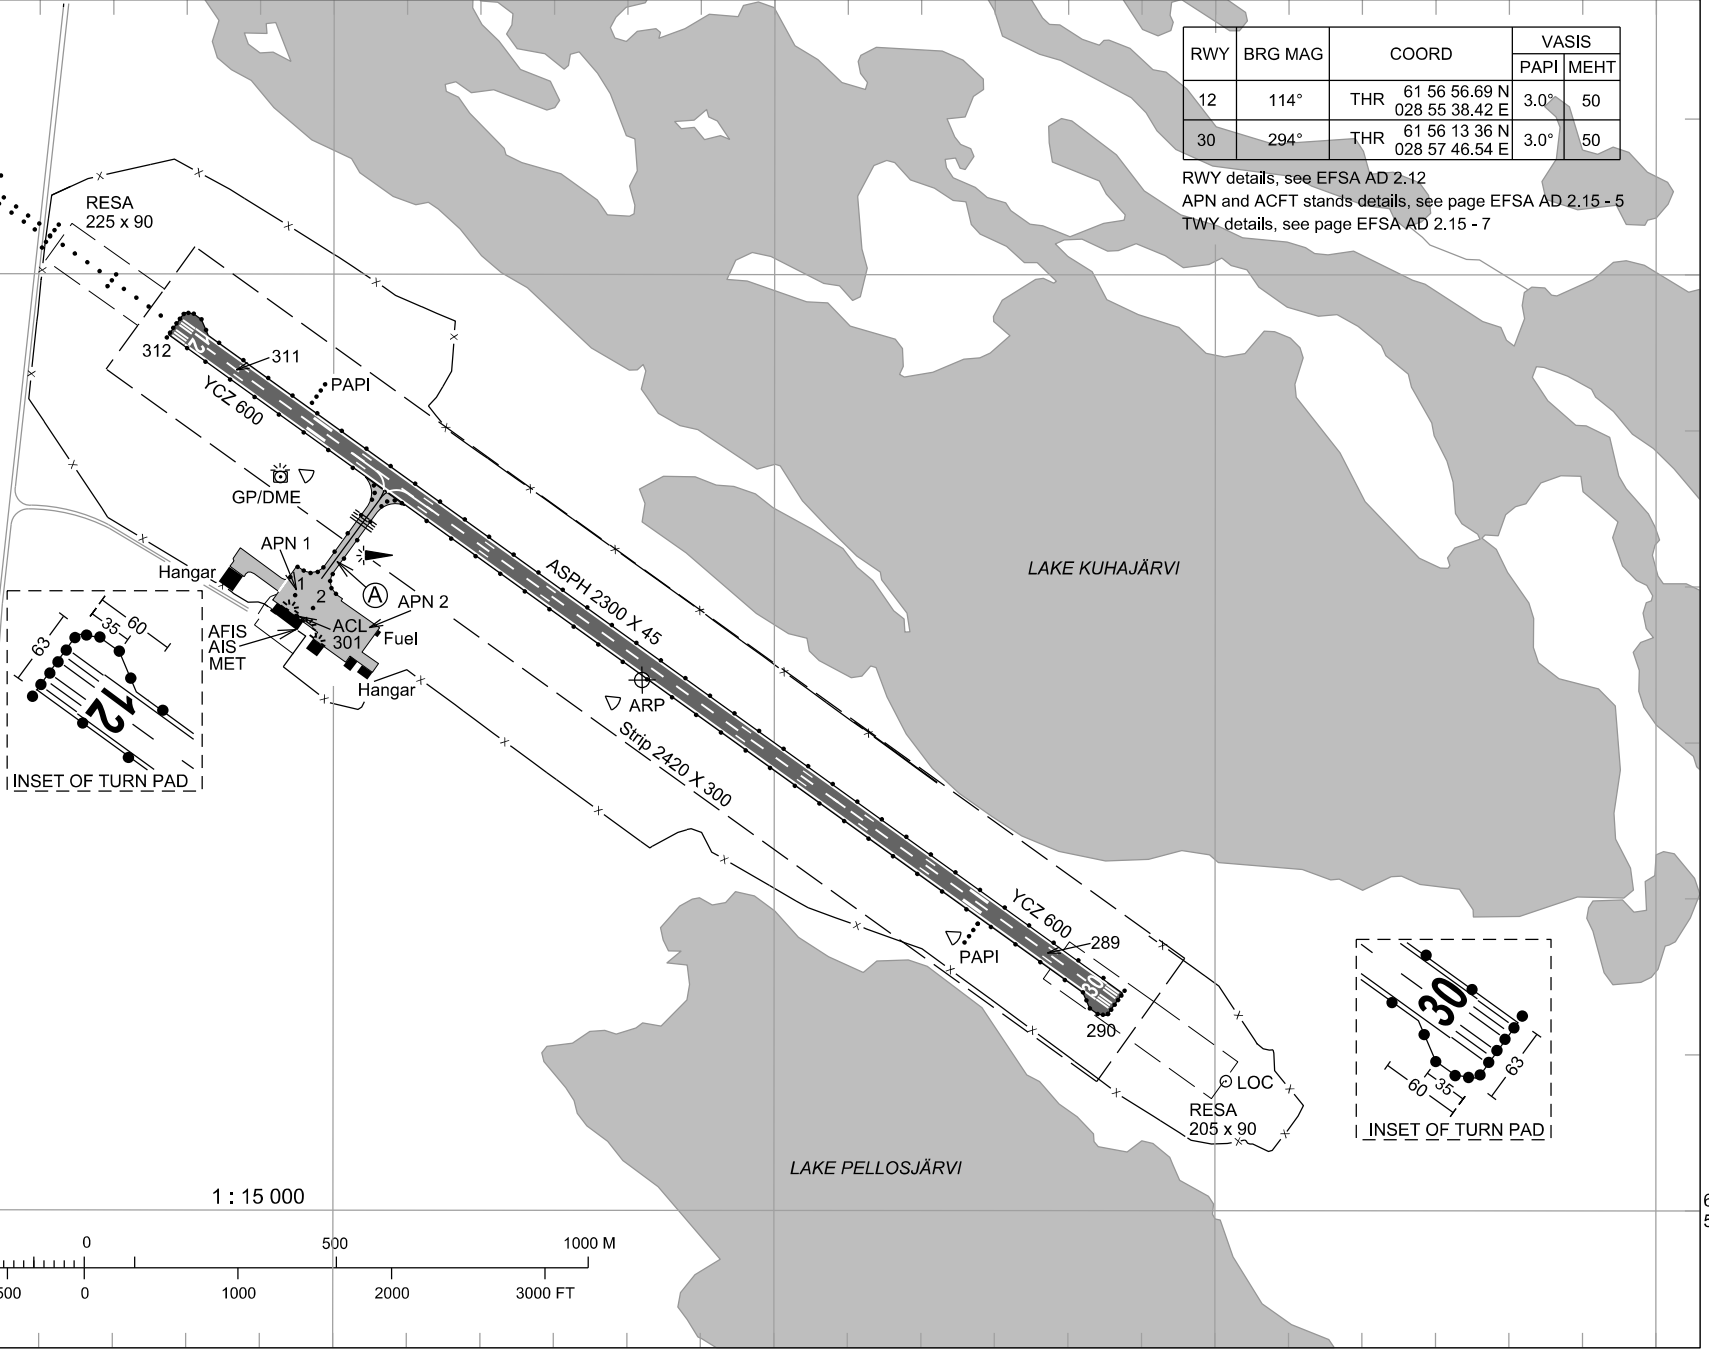 RWY BRG MAG COORD VASIS
PAPI MEHT
12 114° THR 61 56 56.69 N 3.0° 50
028 55 38.42 E
30 294° THR 61 56 13 36 N 3.0° 50
028 57 46.54 E
RWY details, see EFSA AD 2.12
APN and ACFT stands details, see page EFSA AD 2.15 - 5
TWY details, see page EFSA AD 2.15 - 7
RESA
225 x 90
12
312
311
PAPI
YCZ 600
GP/DME
APN 1
Hangar
1
2
A
APN 2
ACL
301
Fuel
AFIS
AIS
MET
Hangar
ASPH 2300 X 45
ARP
Strip 2420 X 300
LAKE KUHAJÄRVI
63
35
60
12
INSET OF TURN PAD
YCZ 600
289
PAPI
30
290
LOC
RESA
205 x 90
30
63
35
60
INSET OF TURN PAD
LAKE PELLOSJÄRVI
1 : 15 000
0 500 1000 M
500 0 1000 2000 3000 FT